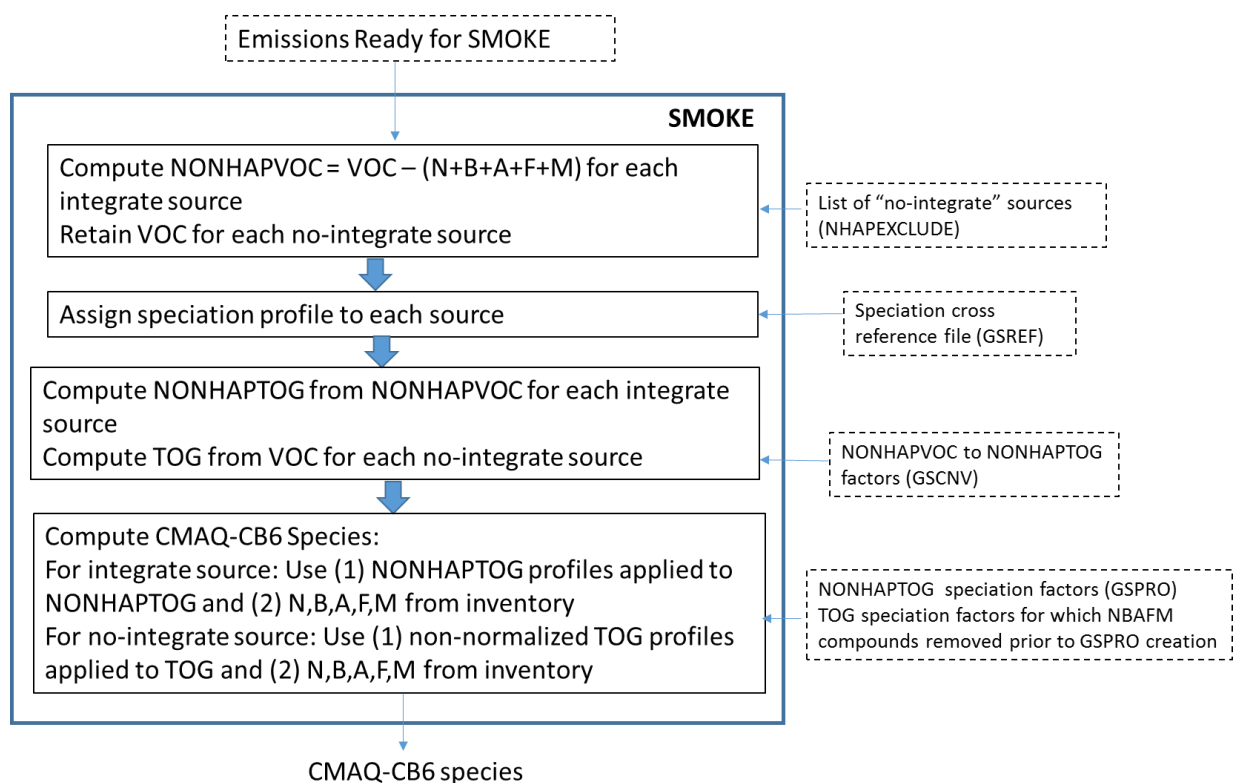 Emissions Ready for SMOKE
SMOKE
Compute NONHAPVOC = VOC – (N+B+A+F+M) for each
integrate source
Retain VOC for each no-integrate source
List of “no-integrate” sources
(NHAPEXCLUDE)
Assign speciation profile to each source
Speciation cross
reference file (GSREF)
Compute NONHAPTOG from NONHAPVOC for each integrate
source
Compute TOG from VOC for each no-integrate source
NONHAPVOC to NONHAPTOG
factors (GSCNV)
Compute CMAQ-CB6 Species:
For integrate source: Use (1) NONHAPTOG profiles applied to
NONHAPTOG and (2) N,B,A,F,M from inventory
For no-integrate source: Use (1) non-normalized TOG profiles
applied to TOG and (2) N,B,A,F,M from inventory
NONHAPTOG speciation factors (GSPRO)
TOG speciation factors for which NBAFM
compounds removed prior to GSPRO creation
CMAQ-CB6 species